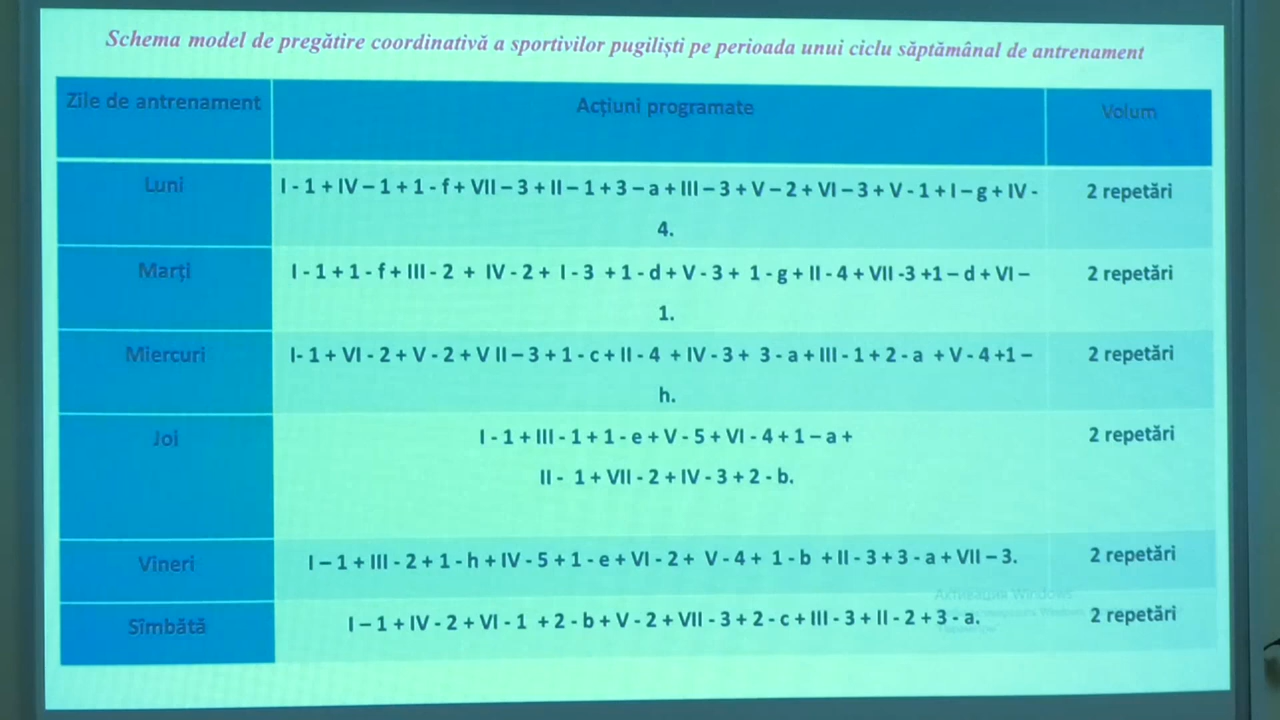 Schema model de pregătire coordinativă a sportivilor pugiliști pe perioada unui ciclu săptămânal de antrenament
Zile de antrenament Acțiuni programate Volum
Luni I - 1 + IV – 1 + 1 - f + VII – 3 + II – 1 + 3 – a + III – 3 + V – 2 + VI – 3 + V - 1 + I – g + IV - 2 repetări
4.
Marți I - 1 + 1 - f + III - 2 + IV - 2 + I - 3 + 1 - d + V - 3 + 1 - g + II - 4 + VII -3 +1 – d + VI – 2 repetări
1.
Miercuri I- 1 + VI - 2 + V - 2 + V II – 3 + 1 - c + II - 4 + IV - 3 + 3 - a + III - 1 + 2 - a + V - 4 +1 – 2 repetări
h.
Joi I - 1 + III - 1 + 1 - e + V - 5 + VI - 4 + 1 – a + 2 repetări
II - 1 + VII - 2 + IV - 3 + 2 - b.
Vineri I – 1 + III - 2 + 1 - h + IV - 5 + 1 - e + VI - 2 + V - 4 + 1 - b + II - 3 + 3 - a + VII – 3. 2 repetări
Активация Windows
Sîmbătă I – 1 + IV - 2 + VI - 1 + 2 - b + V - 2 + VII - 3 + 2 - c + III - 3 + II - 2 + 3 - a. 2 repetări